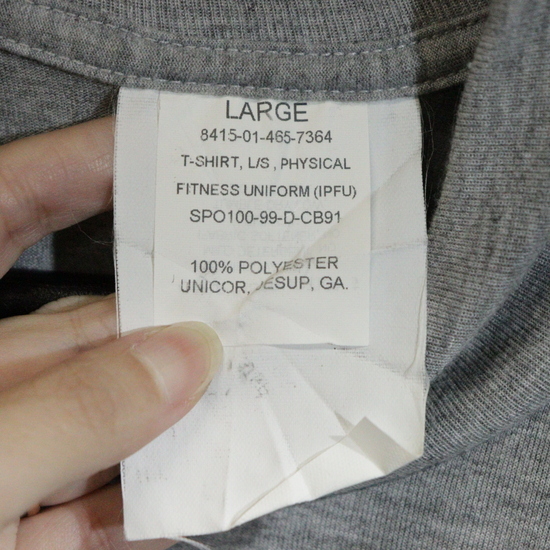 LARGE
8415-01-465-7364
T-SHIRT, L/S , PHYSICAL
FITNESS UNIFORM (IPFU)
SPO100-99-D-CB91
100% POLYESTER
UNICOR, JESUP, GA.